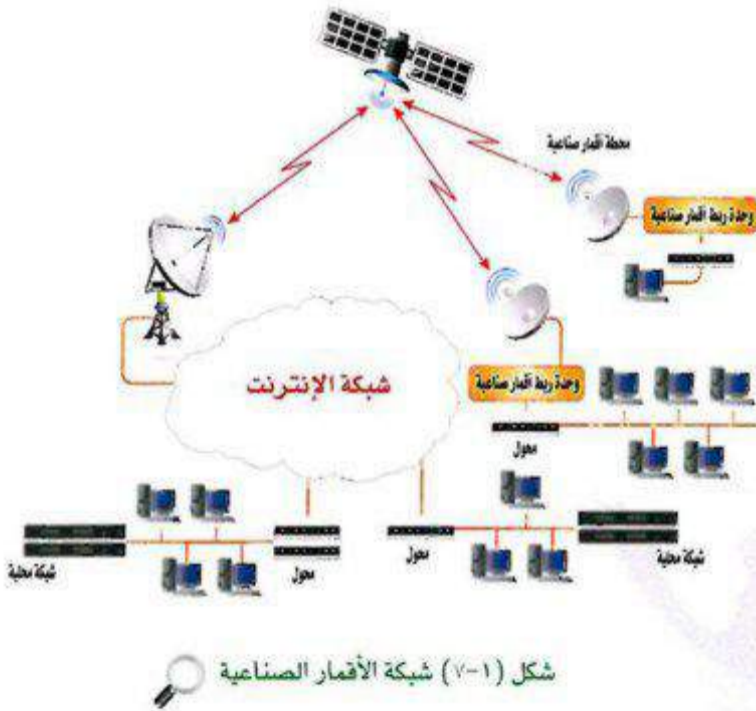 محطة أقمار صناعية
وحدة ربط أقمار صناعية
شبكة الإنترنت
وحدة ربط أقمار صناعية
محول
محول
شبكة محلية
محول
شبكة محلية
شكل (١-٧) شبكة الأقمار الصناعية